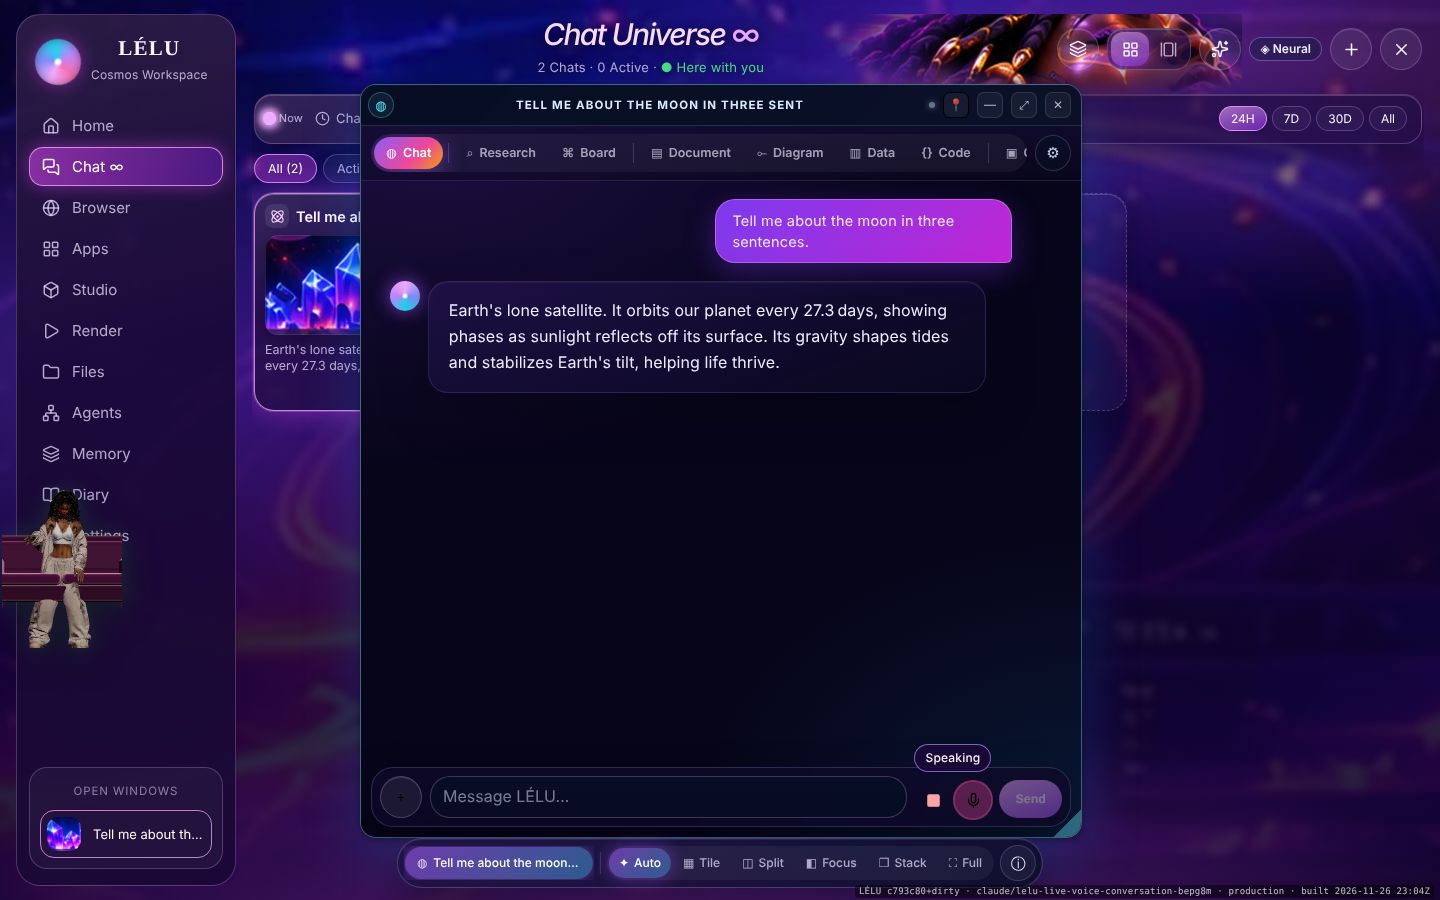 LÉLU
Cosmos Workspace
Home
Chat ∞
Browser
Apps
Studio
Render
Files
Agents
Memory
Diary
OPEN WINDOWS
Tell me about th...
Chat Universe ∞
2 Chats · 0 Active · Here with you
◈ Neural
Now
24H
7D
30D
All
All (2)
TELL ME ABOUT THE MOON IN THREE SENT
Chat
Research
Board
Document
Diagram
Data
{} Code
Tell me about the moon in three
sentences.
Earth's lone satellite. It orbits our planet every 27.3 days, showing
phases as sunlight reflects off its surface. Its gravity shapes tides
and stabilizes Earth's tilt, helping life thrive.
every 27.3 days,
Speaking
Message LÉLU...
Send
Tell me about the moon...
Auto
Tile
Split
Focus
Stack
Full
LÉLU c793c80+dirty · claude/lelu-live-voice-conversation-bepg8m · production · built 2026-11-26 23:04Z